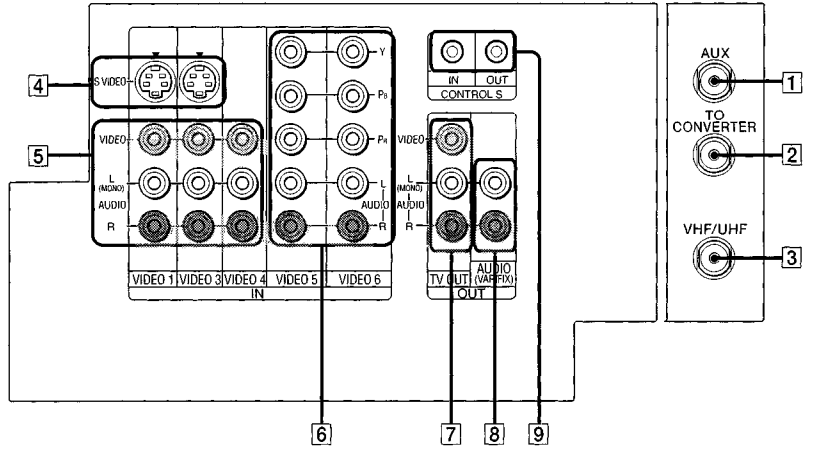 AUX
1
TO
CONVERTER
2
VHF/UHF
3
4
S VIDEO
5
VIDEO
L
(MONO)
AUDIO
R
Y
PB
PR
L
AUDIO
R
VIDEO 1
VIDEO 3
VIDEO 4
VIDEO 5
VIDEO 6
IN
IN
OUT
CONTROL S
VIDEO
L
(MONO)
AUDIO
R
TV OUT
AUDIO
(VAR/FIX)
OUT
6
7
8
9